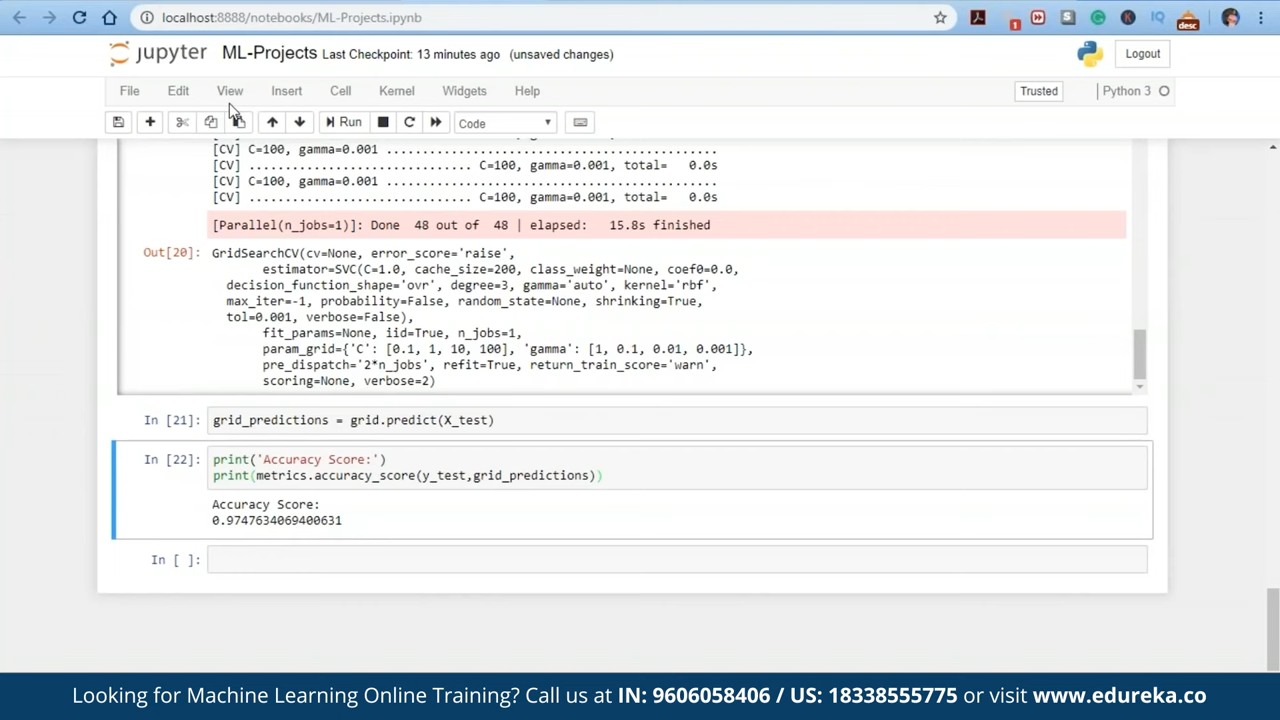 localhost:8888/notebooks/ML-Projects.ipynb
1
desc
jupyter ML-Projects Last Checkpoint: 13 minutes ago (unsaved changes)
Logout
File Edit View Insert Cell Kernel Widgets Help
Trusted
Python 3
Run
Code
[CV] C=100, gamma=0.001 .............................................
[CV] .............................. C=100, gamma=0.001, total=   0.0s
[CV] C=100, gamma=0.001 .............................................
[CV] .............................. C=100, gamma=0.001, total=   0.0s
[Parallel(n_jobs=1)]: Done  48 out of  48 | elapsed:   15.8s finished
Out[20]: GridSearchCV(cv=None, error_score='raise',
estimator=SVC(C=1.0, cache_size=200, class_weight=None, coef0=0.0,
decision_function_shape='ovr', degree=3, gamma='auto', kernel='rbf',
max_iter=-1, probability=False, random_state=None, shrinking=True,
tol=0.001, verbose=False),
fit_params=None, iid=True, n_jobs=1,
param_grid={'C': [0.1, 1, 10, 100], 'gamma': [1, 0.1, 0.01, 0.001]},
pre_dispatch='2*n_jobs', refit=True, return_train_score='warn',
scoring=None, verbose=2)
In [21]: grid_predictions = grid.predict(X_test)
In [22]: print('Accuracy Score:')
print(metrics.accuracy_score(y_test,grid_predictions))
Accuracy Score:
0.9747634069400631
In [ ]:
Looking for Machine Learning Online Training? Call us at IN: 9606058406 / US: 18338555775 or visit www.edureka.co